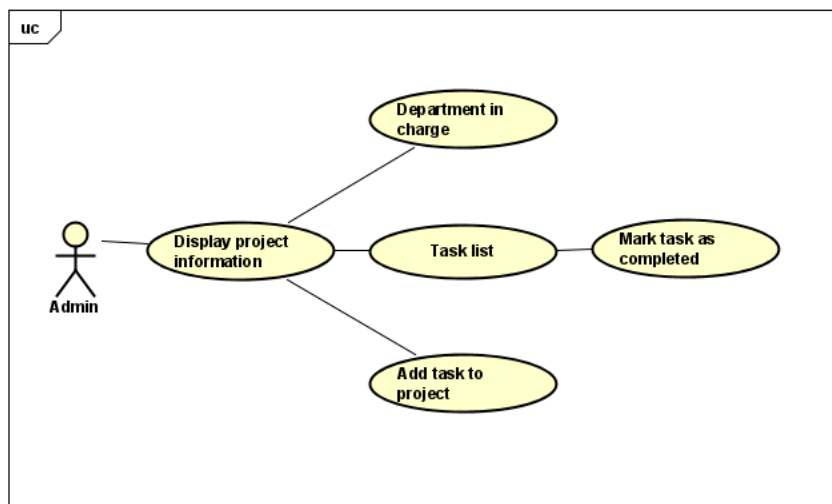 uc
Department in
charge
Display project
information
Task list
Mark task as
completed
Admin
Add task to
project